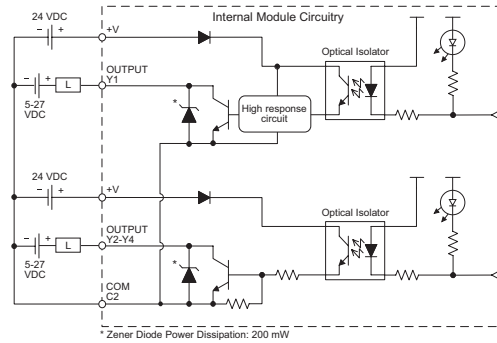 Internal Module Circuitry
24 VDC
− +
+V
Optical Isolator
OUTPUT
Y1
− +
L
5-27
VDC
*
High response
circuit
24 VDC
− +
+V
Optical Isolator
OUTPUT
Y2-Y4
− +
L
5-27
VDC
*
COM
C2
* Zener Diode Power Dissipation: 200 mW